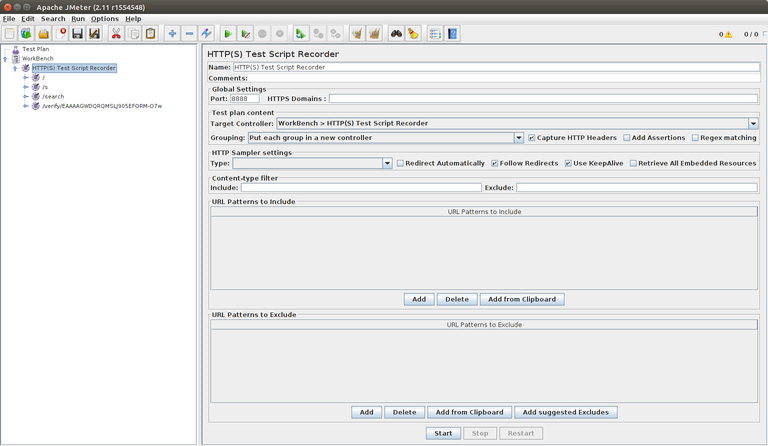 Apache JMeter (2.11 r1554548)
File Edit Search Run Options Help
0 0 / 0
Test Plan
WorkBench
HTTP(S) Test Script Recorder
/
/s
/search
HTTP(S) Test Script Recorder
Name: HTTP(S) Test Script Recorder
Comments:
Global Settings
Port: 8888 HTTPS Domains :
Test plan content
Target Controller: WorkBench > HTTP(S) Test Script Recorder
Grouping: Put each group in a new controller Capture HTTP Headers Add Assertions Regex matching
HTTP Sampler settings
Type: Redirect Automatically Follow Redirects Use KeepAlive Retrieve All Embedded Resources
Content-type filter
Include: Exclude:
URL Patterns to Include
URL Patterns to Include
Add Delete Add from Clipboard
URL Patterns to Exclude
URL Patterns to Exclude
Add Delete Add from Clipboard Add suggested Excludes
Start Stop Restart